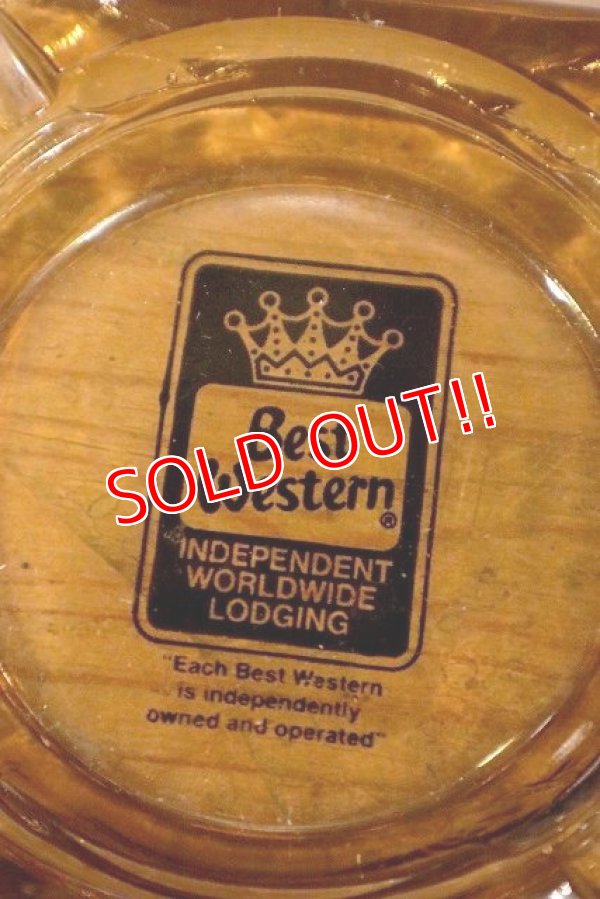 Best
Western
®
INDEPENDENT
WORLDWIDE
LODGING
"Each Best Western
is independently
owned and operated"
SOLD OUT!!